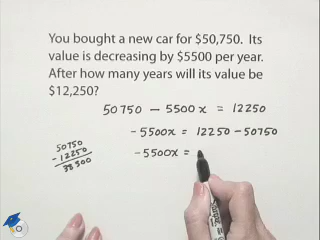 You bought a new car for $50,750. Its
value is decreasing by $5500 per year.
After how many years will its value be
$12,250?
50750 - 5500x = 12250
-5500x = 12250 - 50750
-5500x =
50750
- 12250
38500